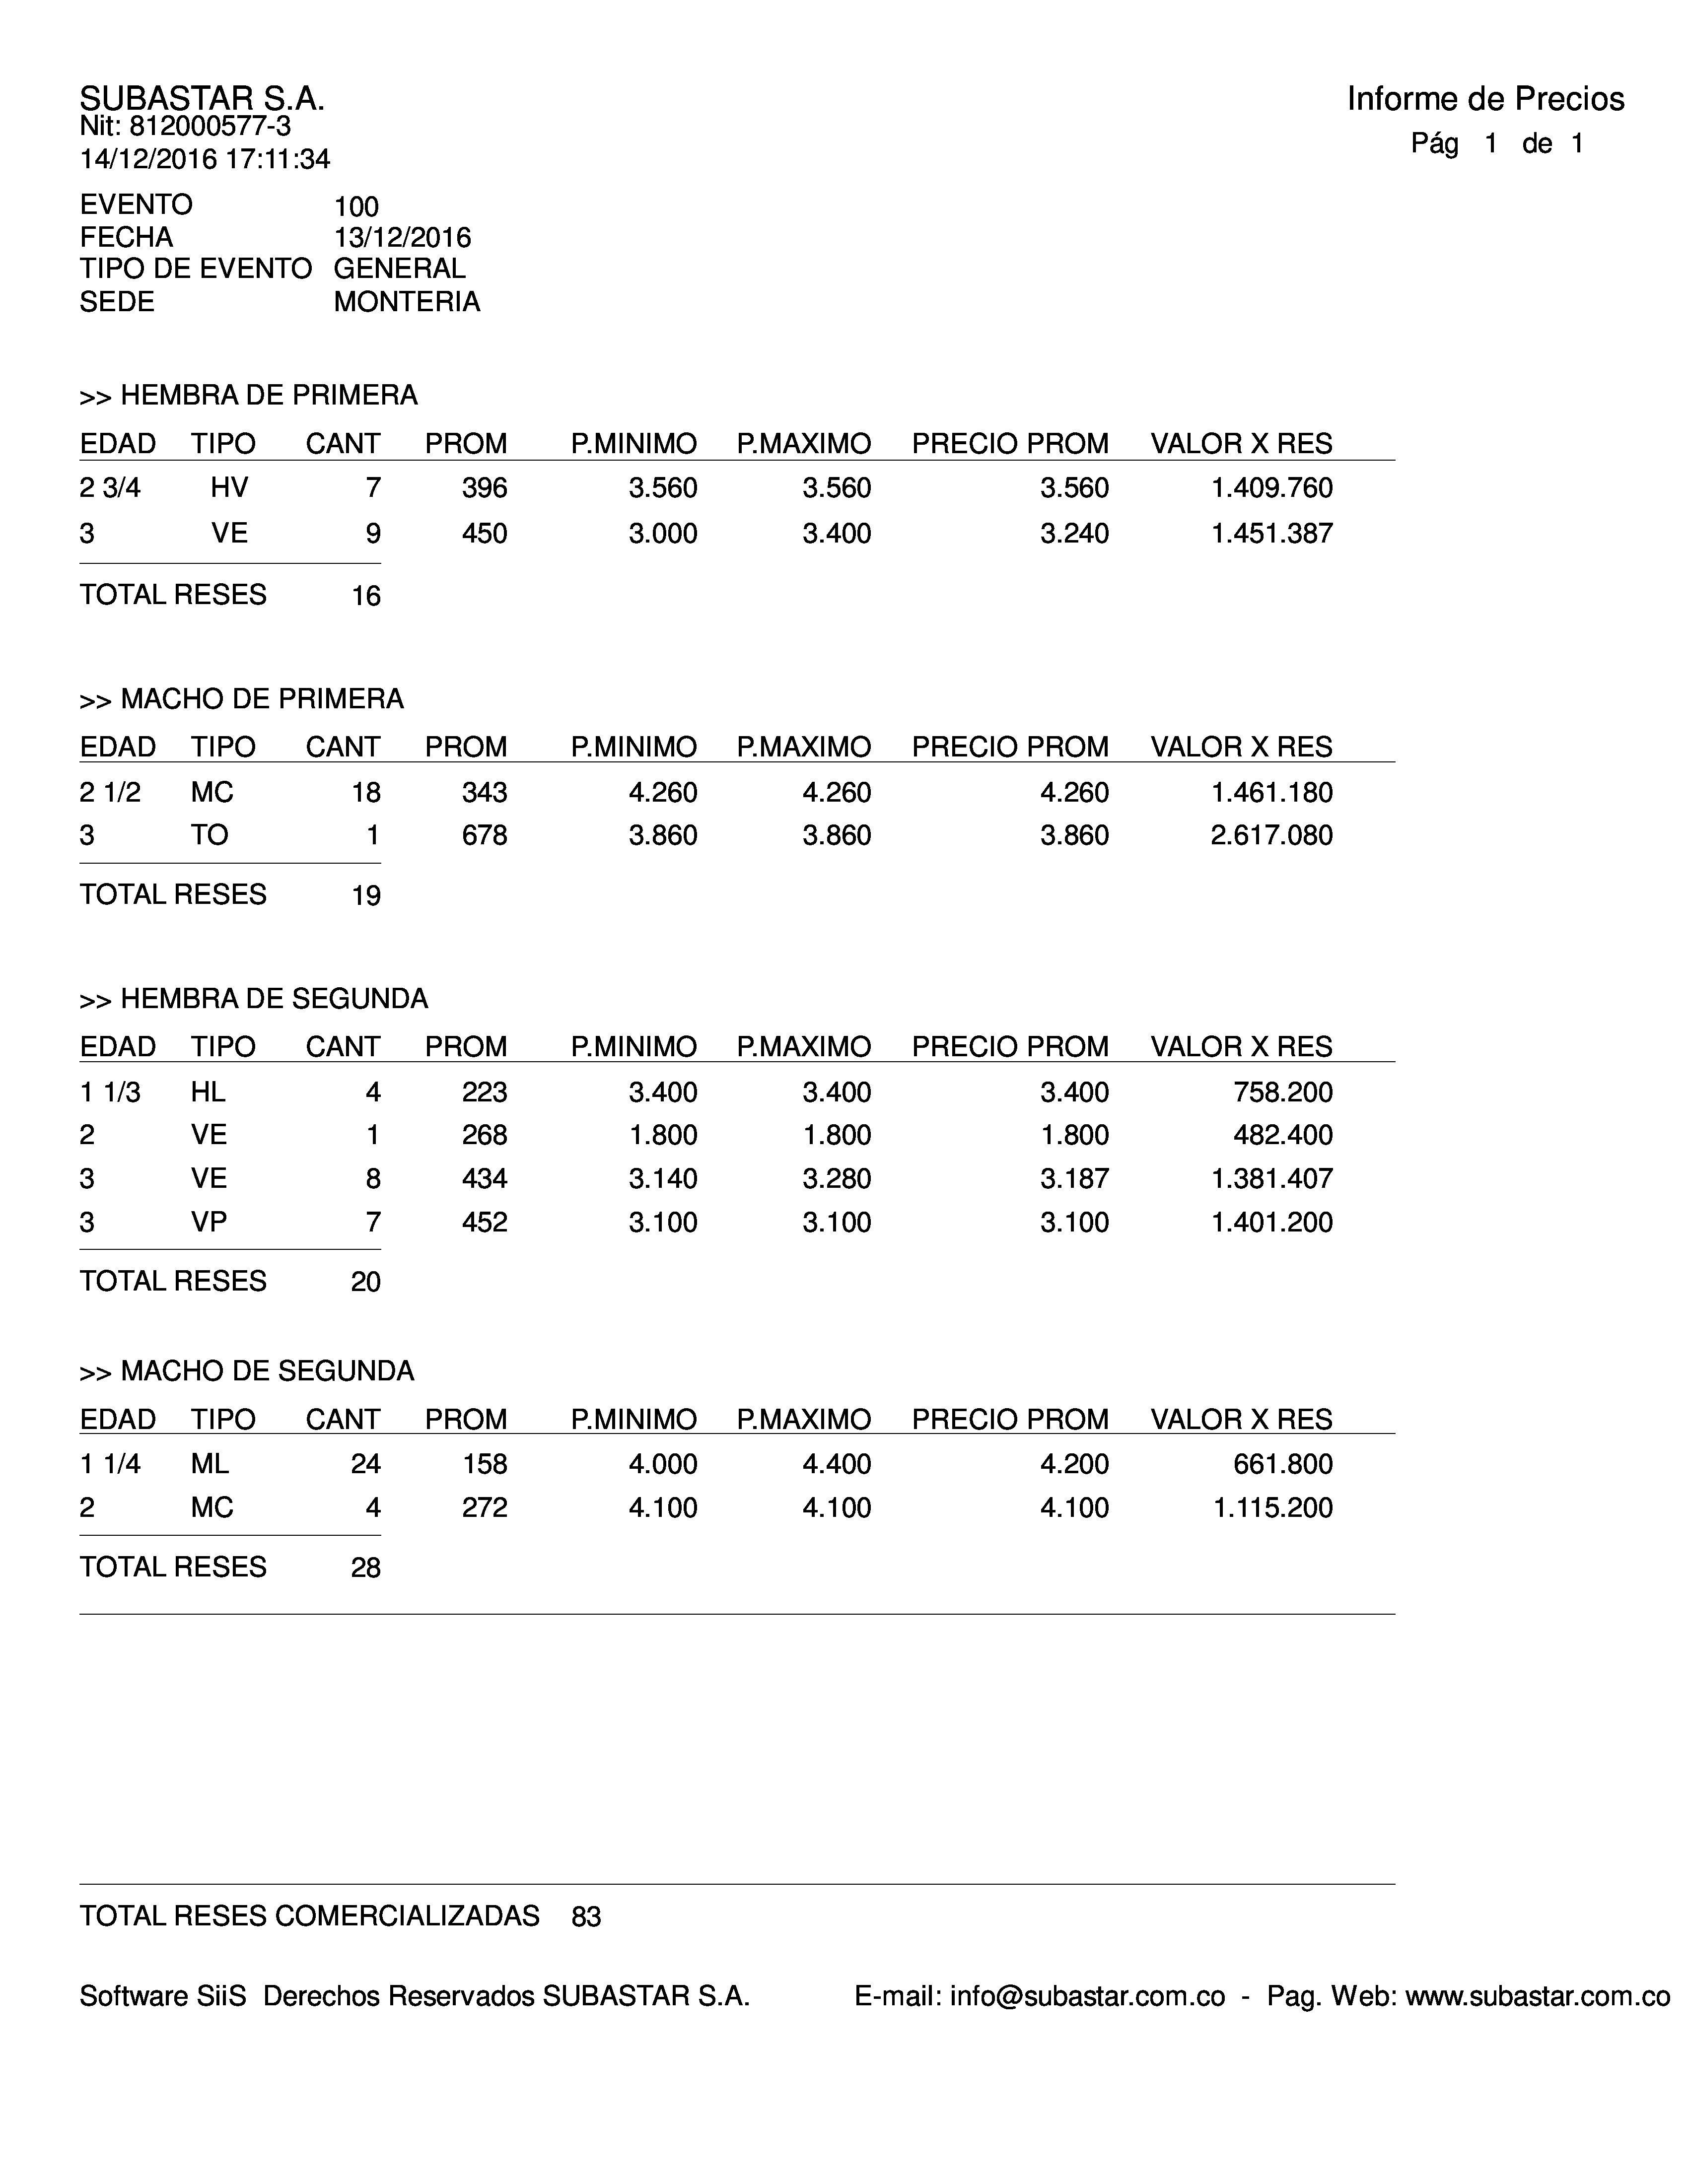 SUBASTAR S.A.
Informe de Precios
Nit: 812000577-3
Pág 1 de 1
14/12/2016 17:11:34
EVENTO 100
FECHA 13/12/2016
TIPO DE EVENTO GENERAL
SEDE MONTERIA
>> HEMBRA DE PRIMERA
EDAD TIPO CANT PROM P.MINIMO P.MAXIMO PRECIO PROM VALOR X RES
2 3/4 HV 7 396 3.560 3.560 3.560 1.409.760
3 VE 9 450 3.000 3.400 3.240 1.451.387
TOTAL RESES 16
>> MACHO DE PRIMERA
EDAD TIPO CANT PROM P.MINIMO P.MAXIMO PRECIO PROM VALOR X RES
2 1/2 MC 18 343 4.260 4.260 4.260 1.461.180
3 TO 1 678 3.860 3.860 3.860 2.617.080
TOTAL RESES 19
>> HEMBRA DE SEGUNDA
EDAD TIPO CANT PROM P.MINIMO P.MAXIMO PRECIO PROM VALOR X RES
1 1/3 HL 4 223 3.400 3.400 3.400 758.200
2 VE 1 268 1.800 1.800 1.800 482.400
3 VE 8 434 3.140 3.280 3.187 1.381.407
3 VP 7 452 3.100 3.100 3.100 1.401.200
TOTAL RESES 20
>> MACHO DE SEGUNDA
EDAD TIPO CANT PROM P.MINIMO P.MAXIMO PRECIO PROM VALOR X RES
1 1/4 ML 24 158 4.000 4.400 4.200 661.800
2 MC 4 272 4.100 4.100 4.100 1.115.200
TOTAL RESES 28
TOTAL RESES COMERCIALIZADAS 83
Software SiiS Derechos Reservados SUBASTAR S.A. E-mail: info@subastar.com.co - Pag. Web: www.subastar.com.co